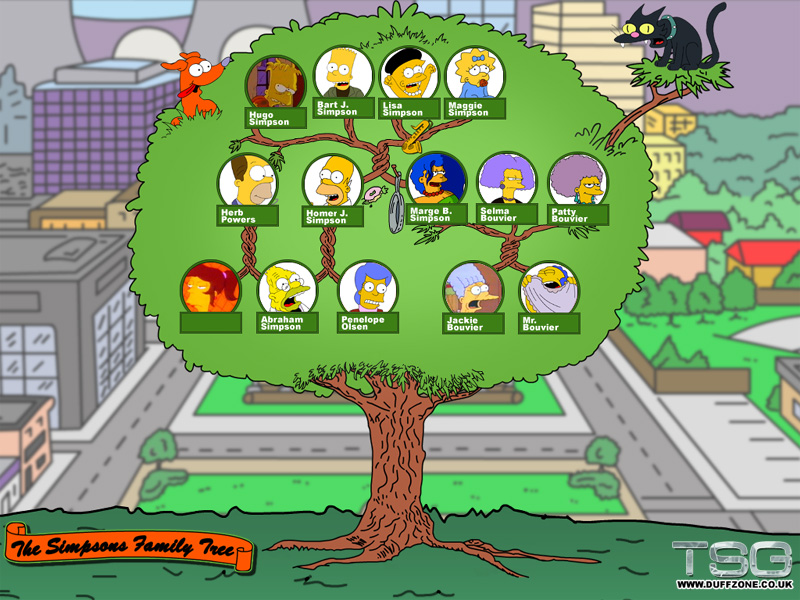 Hugo
Simpson
Bart J.
Simpson
Lisa
Simpson
Maggie
Simpson
Herb
Powers
Homer J.
Simpson
Marge B.
Simpson
Selma
Bouvier
Patty
Bouvier
Abraham
Simpson
Penelope
Olsen
Jackie
Bouvier
Mr.
Bouvier
The Simpsons Family Tree
TSG
WWW.DUFFZONE.CO.UK